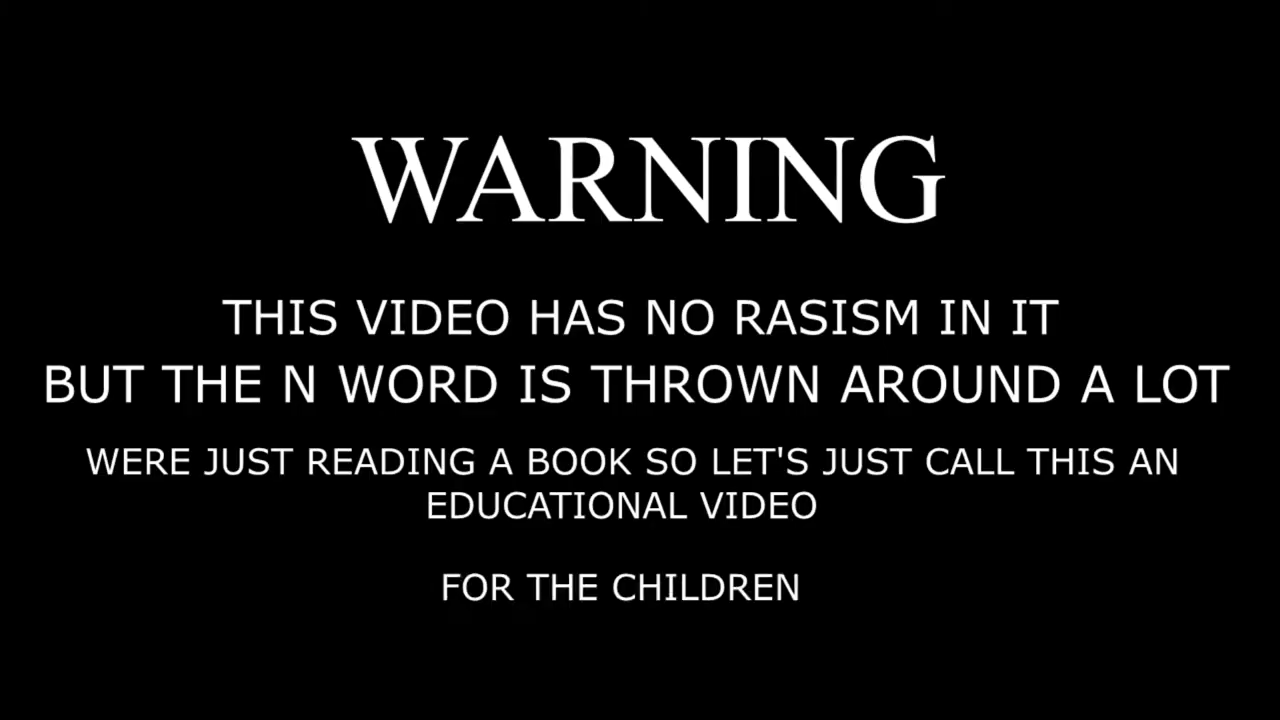 WARNING
THIS VIDEO HAS NO RASISM IN IT
BUT THE N WORD IS THROWN AROUND A LOT
WERE JUST READING A BOOK SO LET'S JUST CALL THIS AN
EDUCATIONAL VIDEO
FOR THE CHILDREN